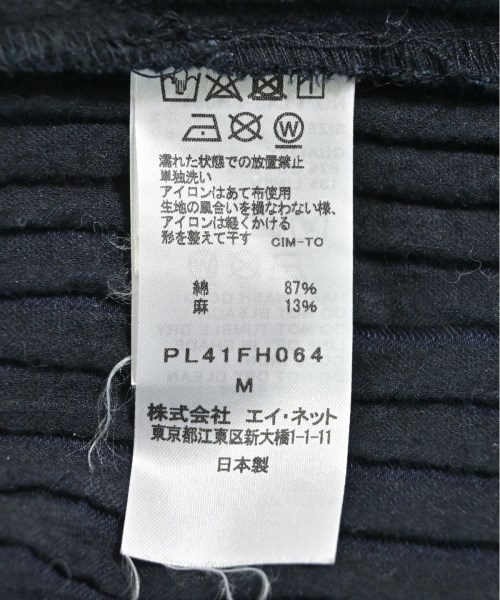 濡れた状態での放置禁止
単独洗い
アイロンはあて布使用
生地の風合いを損なわない様、
アイロンは軽くかける
形を整えて干す CIM-TO
綿 87%
麻 13%
PL41FH064
M
株式会社 エイ・ネット
東京都江東区新大橋1-1-11
日本製